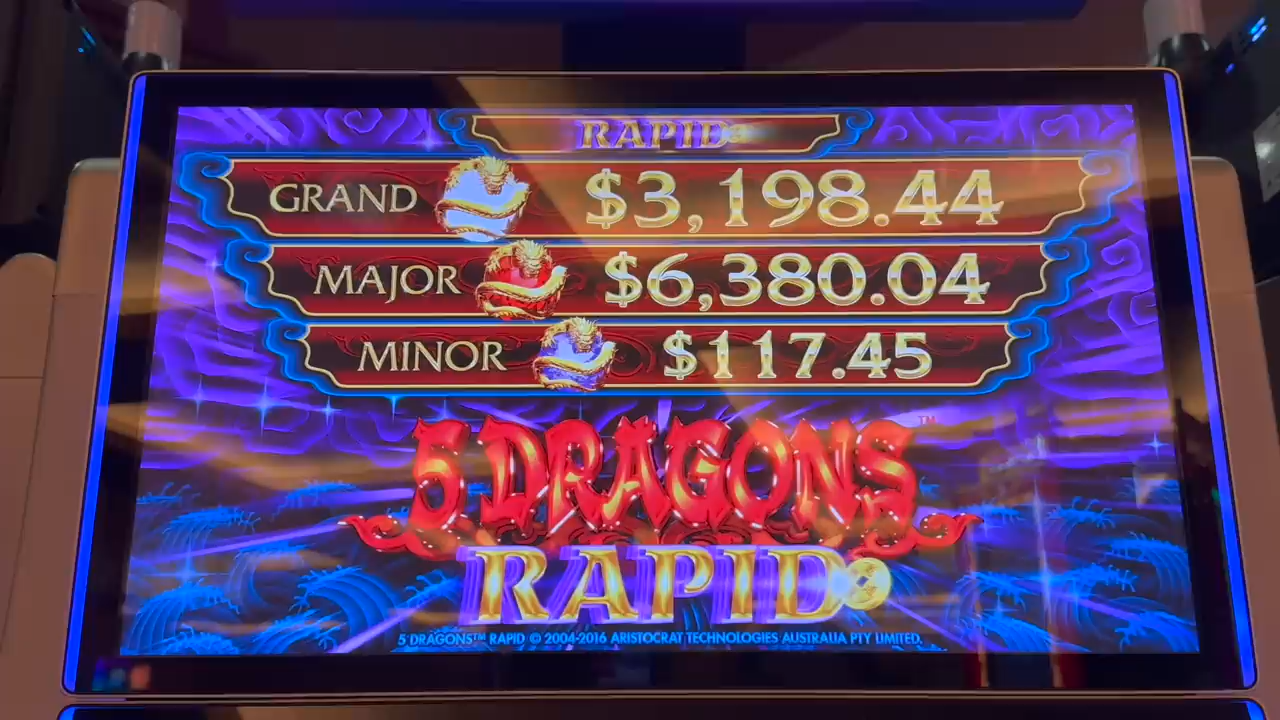 RAPID
GRAND $3,198.44
MAJOR $6,380.04
MINOR $117.45
5 DRAGONS™
RAPID
5 DRAGONS™ RAPID © 2004-2016 ARISTOCRAT TECHNOLOGIES AUSTRALIA PTY LIMITED.